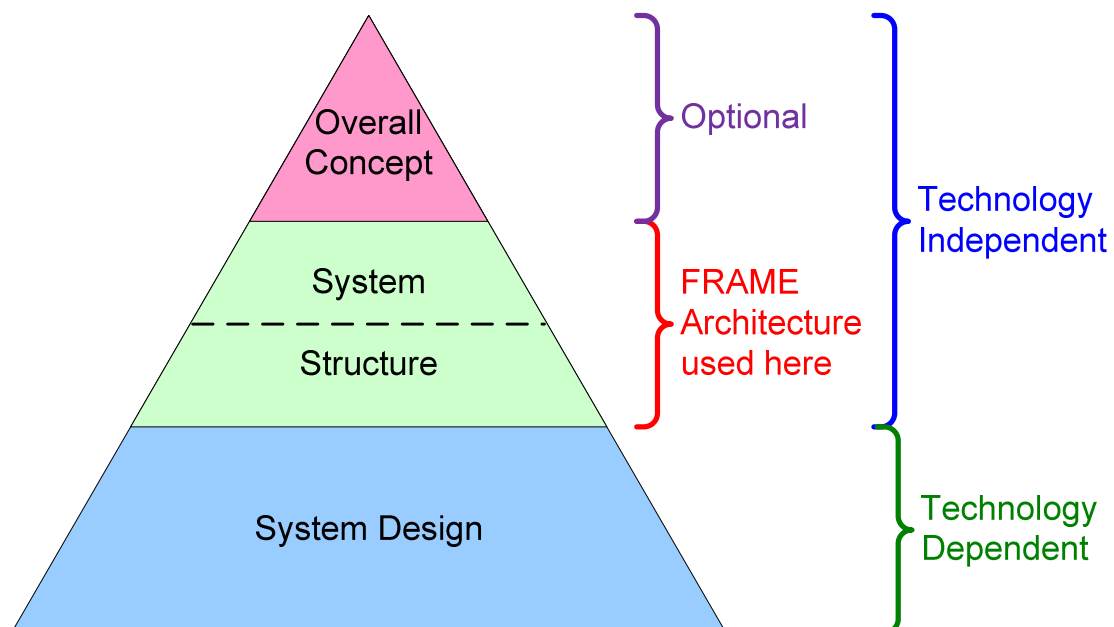 Overall
Concept
Optional
Technology
Independent
System
Structure
FRAME
Architecture
used here
System Design
Technology
Dependent